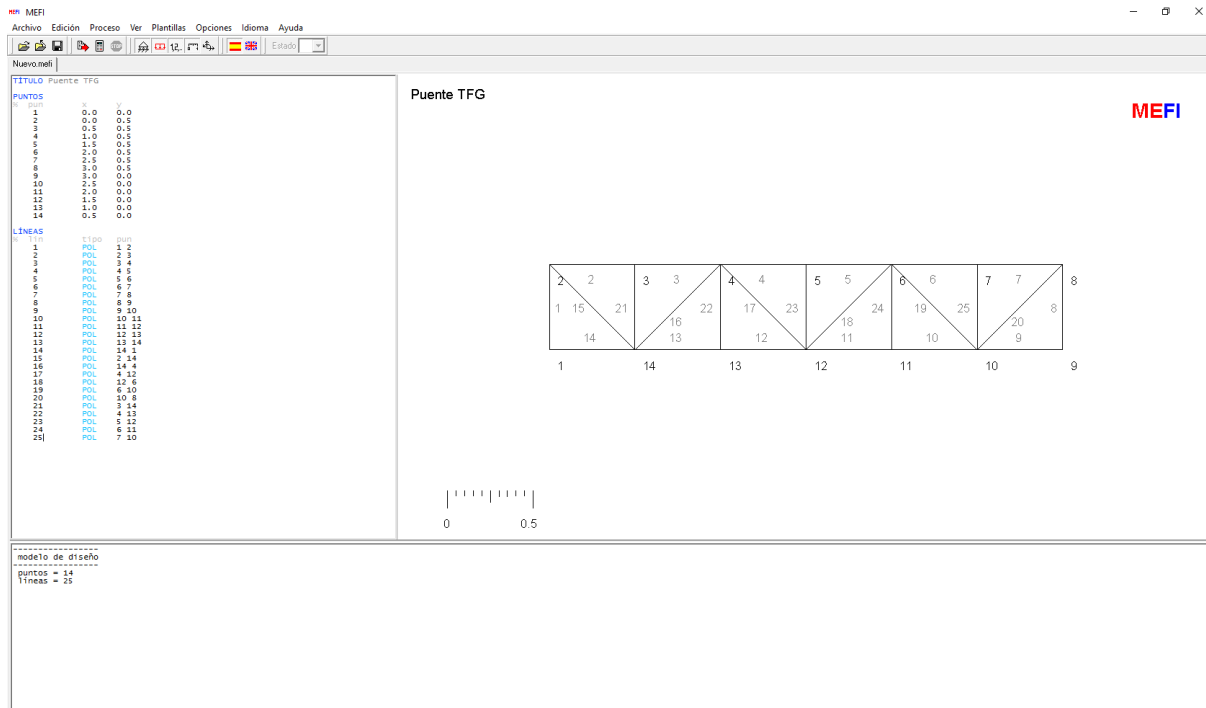 MEFI
Archivo Edición Proceso Ver Plantillas Opciones Idioma Ayuda
Estado
Nuevo.mefi
TÍTULO Puente TFG
PUNTOS
% pun x y
1 0.0 0.0
2 0.0 0.5
3 0.5 0.5
4 1.0 0.5
5 1.5 0.5
6 2.0 0.5
7 2.5 0.5
8 3.0 0.5
9 3.0 0.0
10 2.5 0.0
11 2.0 0.0
12 1.5 0.0
13 1.0 0.0
14 0.5 0.0
LÍNEAS
% lin tipo pun
1 POL 1 2
2 POL 2 3
3 POL 3 4
4 POL 4 5
5 POL 5 6
6 POL 6 7
7 POL 7 8
8 POL 8 9
9 POL 9 10
10 POL 10 11
11 POL 11 12
12 POL 12 13
13 POL 13 14
14 POL 14 1
15 POL 2 14
16 POL 14 4
17 POL 4 12
18 POL 12 6
19 POL 6 10
20 POL 10 8
21 POL 3 14
22 POL 4 13
23 POL 5 12
24 POL 6 11
25 POL 7 10
Puente TFG
MEFI
2 2 3 3 4 4 5 5 6 6 7 7 8
1 15 21 22 17 23 24 19 25 8
16 18 20
14 13 12 11 10 9
1 14 13 12 11 10 9
0 0.5
modelo de diseño
puntos = 14
líneas = 25